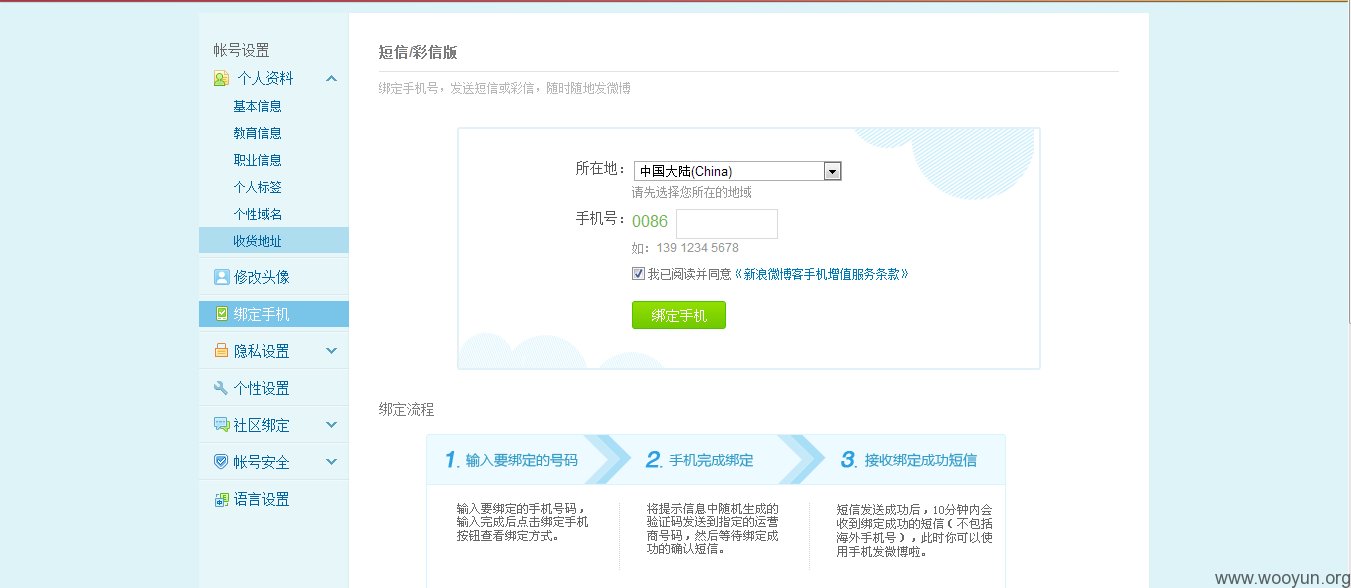 帐号设置
个人资料
基本信息
教育信息
职业信息
个人标签
个性域名
收货地址
修改头像
绑定手机
隐私设置
个性设置
社区绑定
帐号安全
语言设置
短信/彩信版
绑定手机号，发送短信或彩信，随时随地发微博
所在地：
中国大陆(China)
请先选择您所在的地域
手机号：
0086
如：139 1234 5678
我已阅读并同意《新浪微博客手机增值服务条款》
绑定手机
绑定流程
1. 输入要绑定的号码
2. 手机完成绑定
3. 接收绑定成功短信
输入要绑定的手机号码，
输入完成后点击绑定手机
按钮查看绑定方式。
将提示信息中随机生成的
验证码发送到指定的运营
商号码，然后等待绑定成
功的确认短信。
短信发送成功后，10分钟内会
收到绑定成功的短信（不包括
海外手机号），此时你可以使
用手机发微博啦。
www.wooyun.org